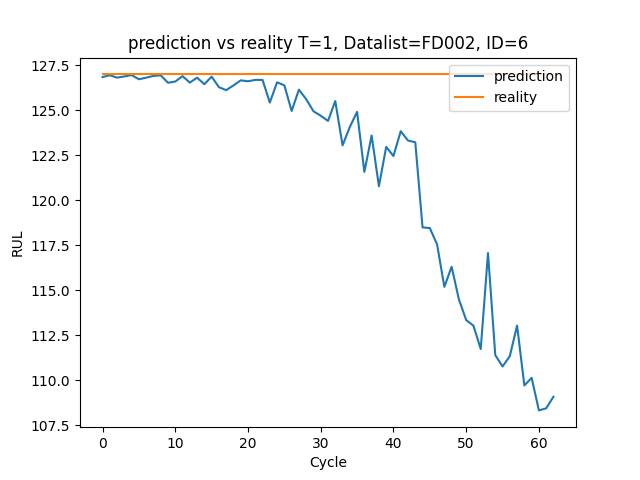 prediction vs reality T=1, Datalist=FD002, ID=6
127.5
125.0
122.5
120.0
117.5
115.0
112.5
110.0
107.5
RUL
prediction
reality
0 10 20 30 40 50 60
Cycle